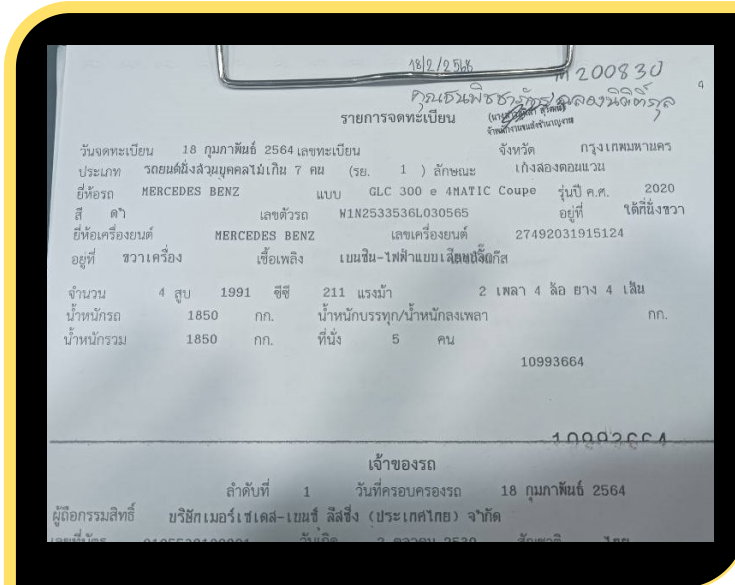 18/2/2568
M 200830
4
รายการจดทะเบียน
วันจดทะเบียน 18 กุมภาพันธ์ 2564 เลขทะเบียน จังหวัด กรุงเทพมหานคร
ประเภท รถยนต์นั่งส่วนบุคคลไม่เกิน 7 คน (รย. 1 ) ลักษณะ เก๋งสองตอนแวน
ยี่ห้อรถ MERCEDES BENZ แบบ GLC 300 e 4MATIC Coupe รุ่นปี ค.ศ. 2020
สี ดำ เลขตัวรถ W1N2533536L030565 อยู่ที่ ใต้ที่นั่งขวา
ยี่ห้อเครื่องยนต์ MERCEDES BENZ เลขเครื่องยนต์ 27492031915124
อยู่ที่ ขวาเครื่อง เชื้อเพลิง เบนซิน-ไฟฟ้าแบบเสียบปลั๊ก
จำนวน 4 สูบ 1991 ซีซี 211 แรงม้า 2 เพลา 4 ล้อ ยาง 4 เส้น
น้ำหนักรถ 1850 กก. น้ำหนักบรรทุก/น้ำหนักลงเพลา กก.
น้ำหนักรวม 1850 กก. ที่นั่ง 5 คน
10993664
10993664
เจ้าของรถ
ลำดับที่ 1 วันที่ครอบครองรถ 18 กุมภาพันธ์ 2564
ผู้ถือกรรมสิทธิ์ บริษัทเมอร์เซเดส-เบนซ์ ลีสซิ่ง (ประเทศไทย) จำกัด
เลขที่บัตร วันเกิด สัญชาติ ไทย